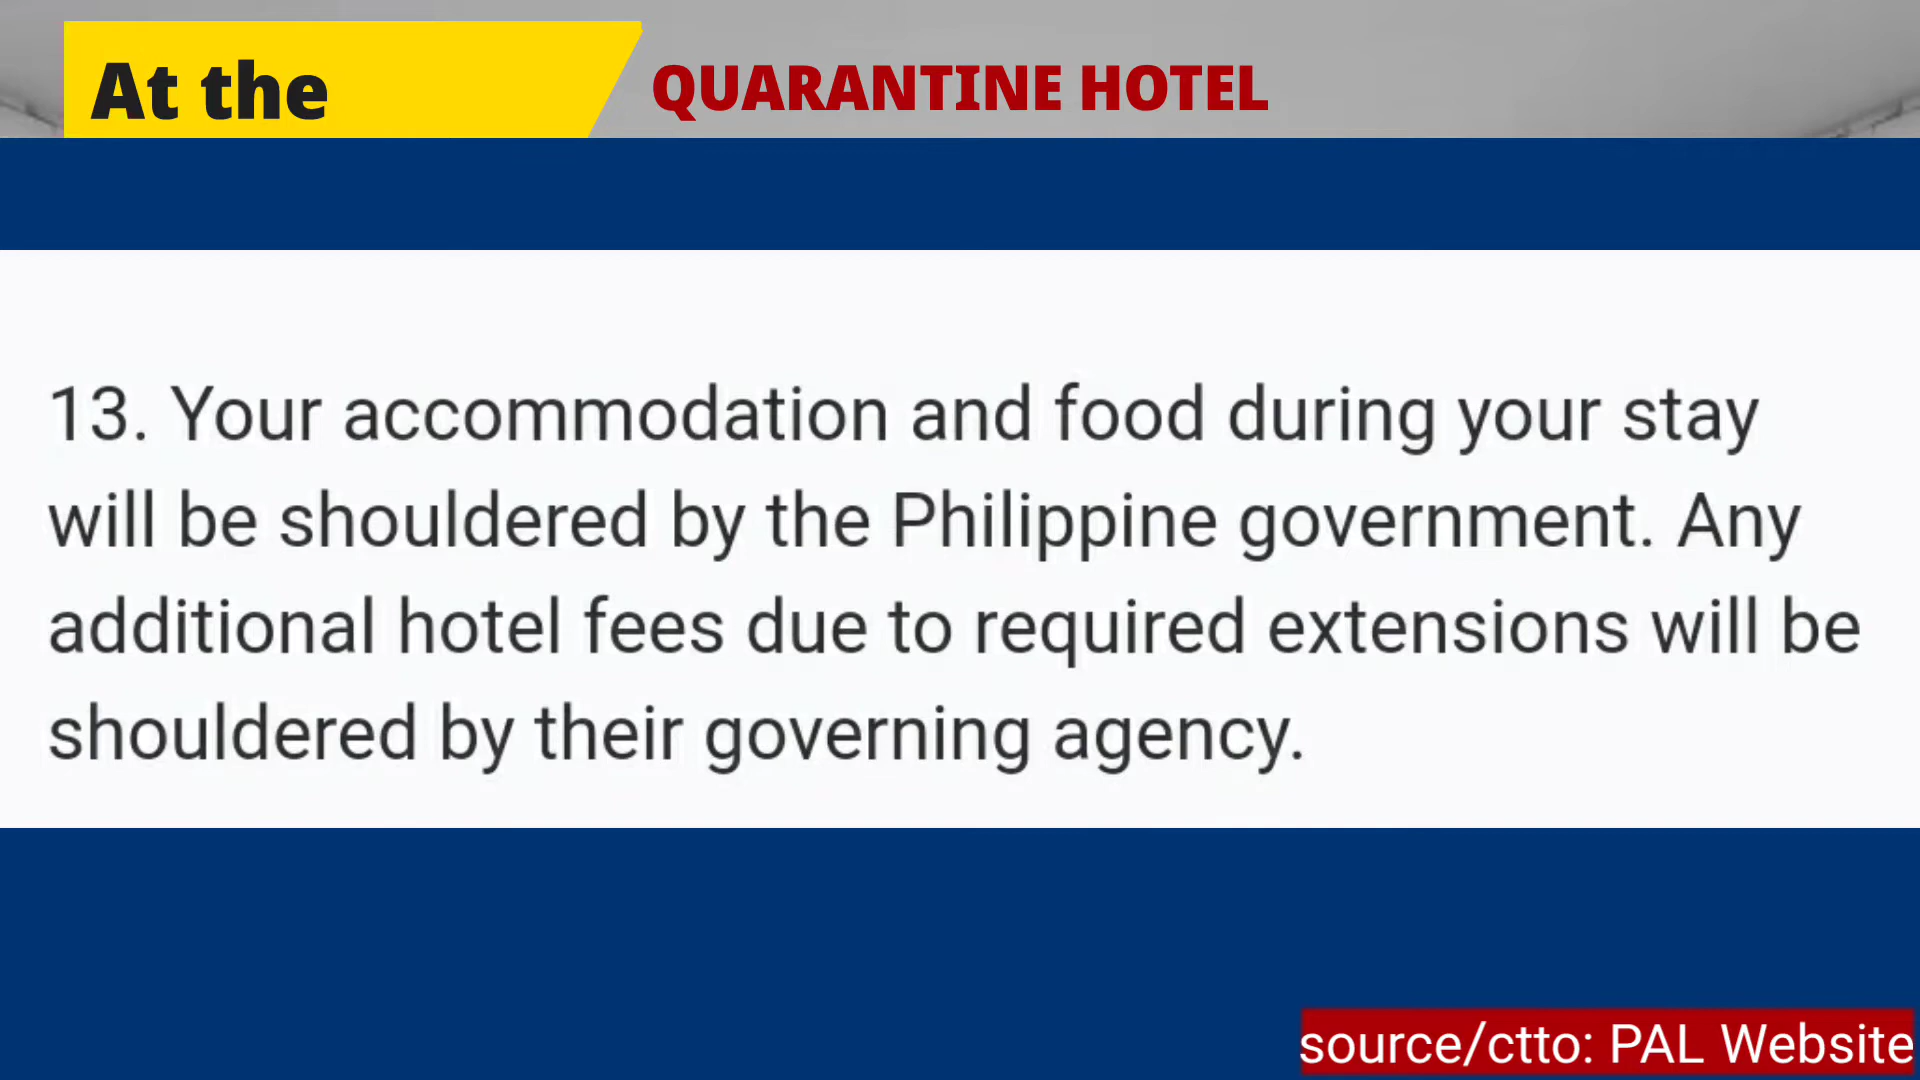 At the
QUARANTINE HOTEL
13. Your accommodation and food during your stay
will be shouldered by the Philippine government. Any
additional hotel fees due to required extensions will be
shouldered by their governing agency.
source/ctto: PAL Website